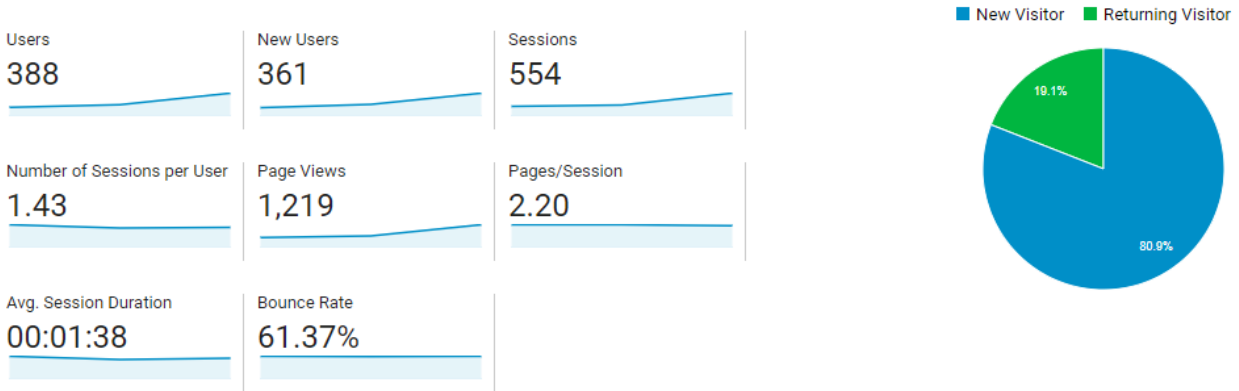 New Visitor
Returning Visitor
Users
New Users
Sessions
388
361
554
Number of Sessions per User
Page Views
Pages/Session
1.43
1,219
2.20
Avg. Session Duration
Bounce Rate
00:01:38
61.37%
19.1%
80.9%